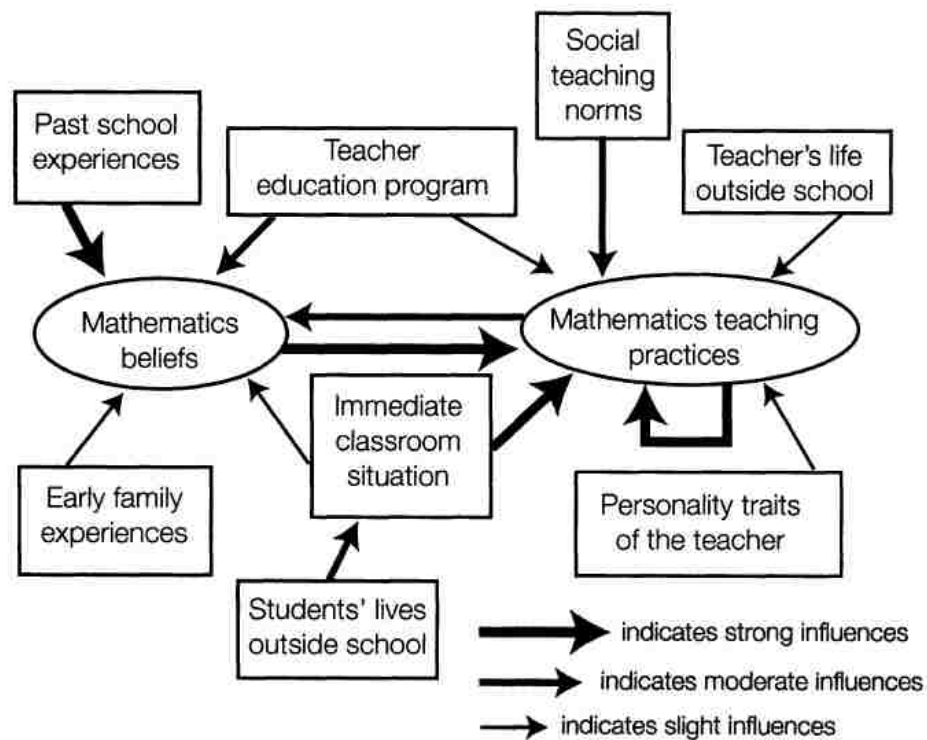 Social
teaching
norms
Past school
experiences
Teacher
education program
Teacher's life
outside school
Mathematics
beliefs
Mathematics teaching
practices
Immediate
classroom
situation
Early family
experiences
Personality traits
of the teacher
Students' lives
outside school
indicates strong influences
indicates moderate influences
indicates slight influences